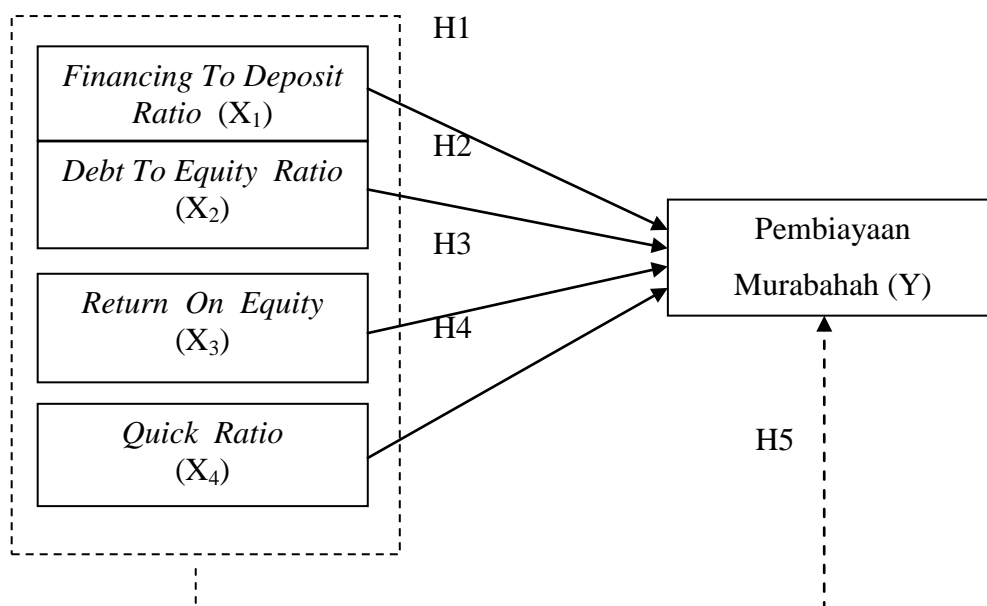 H1
Financing To Deposit
Ratio (X₁)
H2
Debt To Equity Ratio
(X₂)
Pembiayaan
Murabahah (Y)
H3
Return On Equity
(X₃)
H4
Quick Ratio
(X₄)
H5